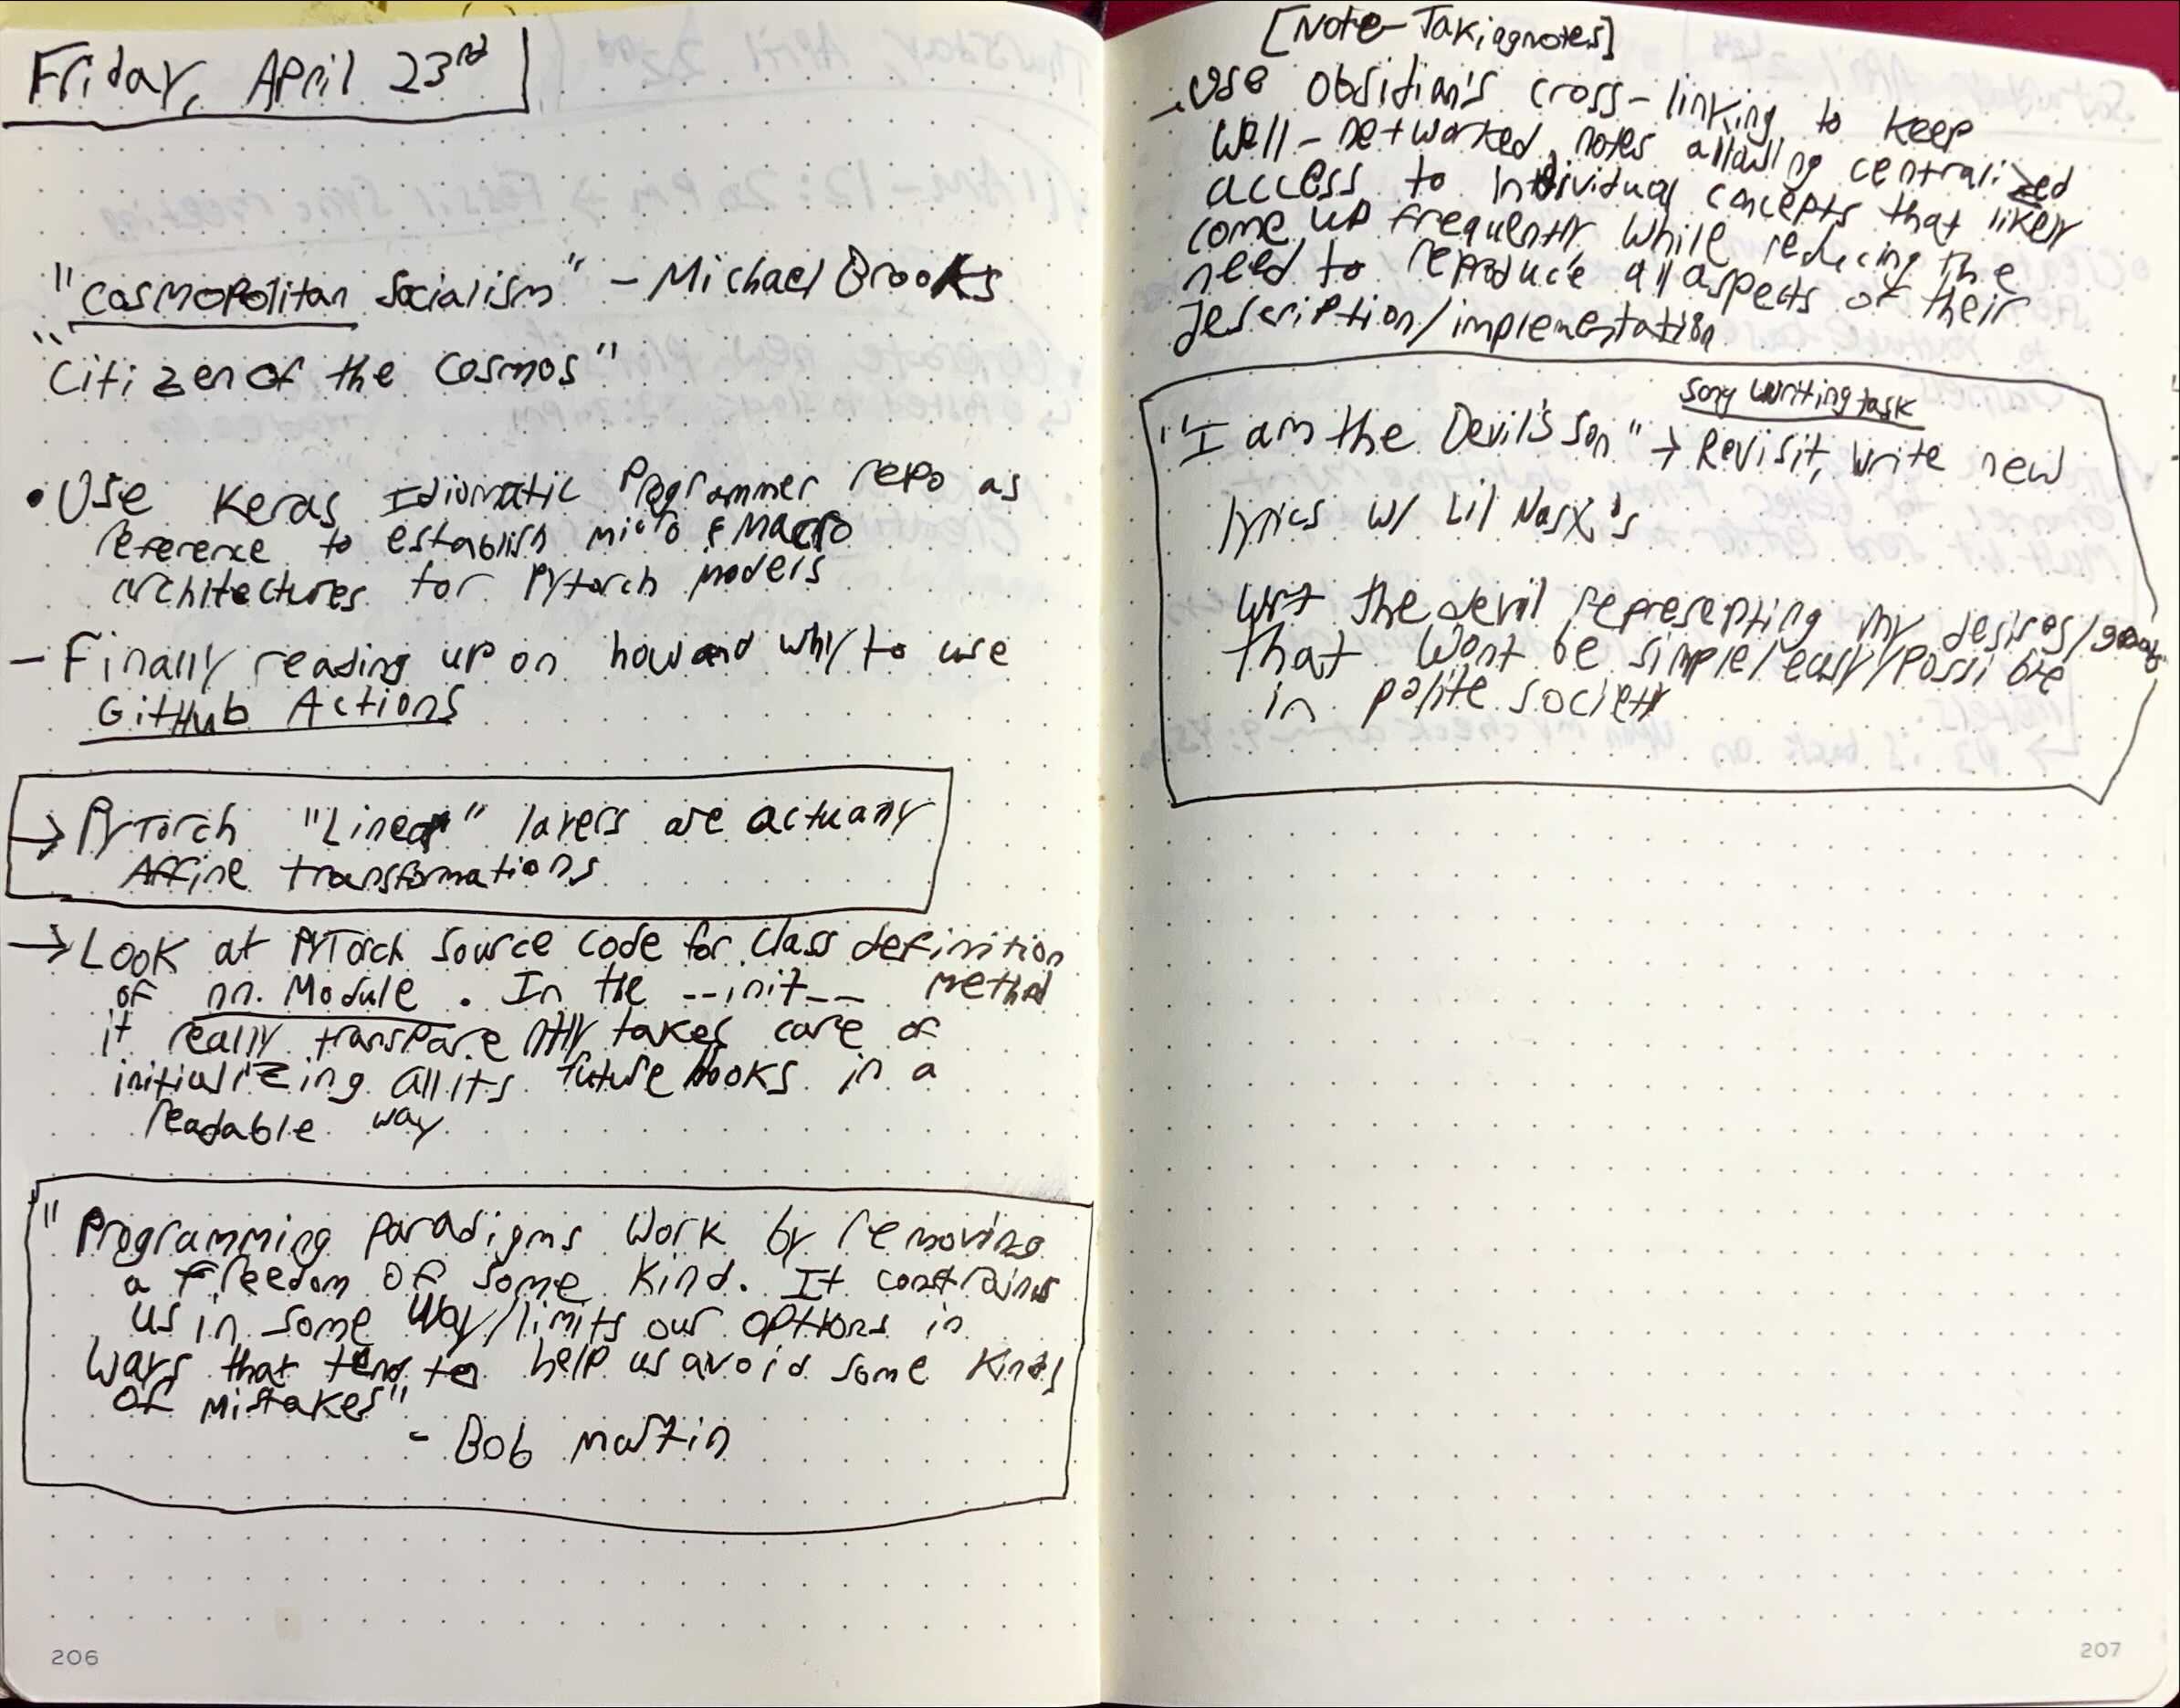 Friday, April 23rd
"Cosmopolitan Socialism" - Michael Brooks
"Citizen of the Cosmos"
• Use Keras Idiomatic Programmer repo as
reference to establish micro & Macro
architectures for Pytorch models
- Finally reading up on how and why to use
GitHub Actions
→ PyTorch "Linear" layers are actually
Affine transformations
→ Look at PyTorch source code for class definition
of nn.Module. In the __init__ method
it really transparently takes care of
initializing all its future hooks in a
readable way
"Programming paradigms work by removing
a freedom of some kind. It constrains
us in some way/limits our options in
ways that tend to help us avoid some kinds
of mistakes"
- Bob Martin
206
[Note-Takingnotes]
- Use Obsidian's cross-linking to keep
well-networked notes allowing centralized
access to individual concepts that likely
come up frequently while reducing the
need to reproduce all aspects of their
description/implementation
Song writing task
"I am the Devil's Son" → Revisit, write new
lyrics w/ Lil Nas X's
wrt the devil representing my desires/goals
that wont be simple/easy/possible
in polite society
207